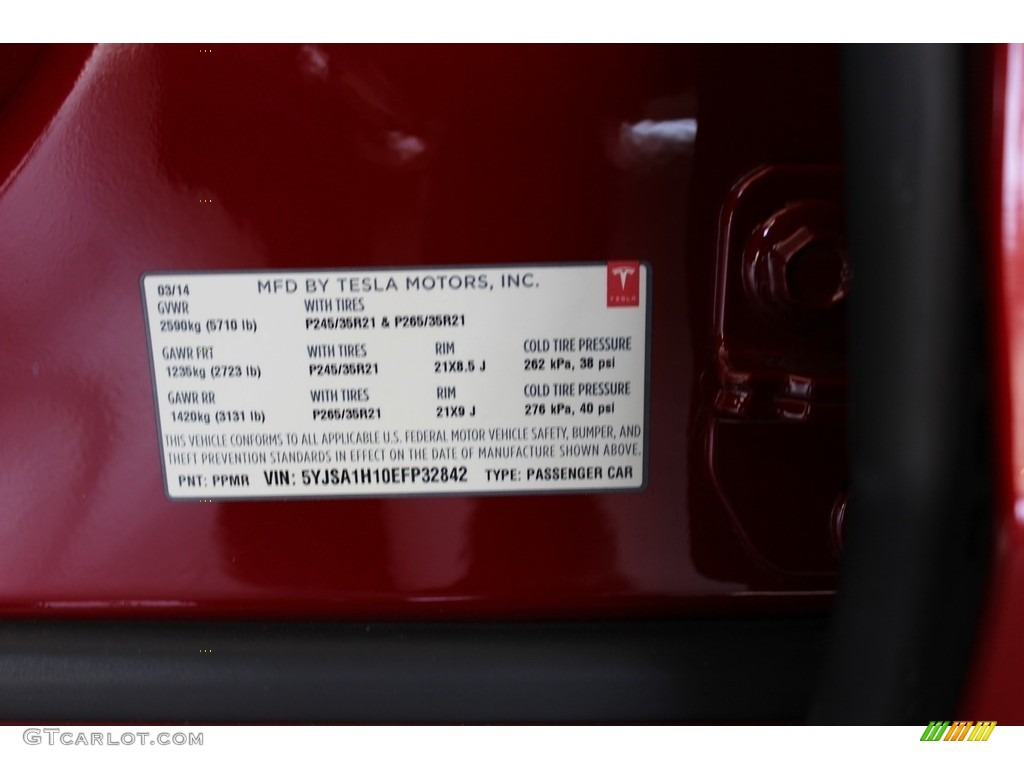 03/14 MFD BY TESLA MOTORS, INC.
TESLA
GVWR WITH TIRES
2590kg (5710 lb) P245/35R21 & P265/35R21
GAWR FRT WITH TIRES RIM COLD TIRE PRESSURE
1235kg (2723 lb) P245/35R21 21X8.5 J 262 kPa, 38 psi
GAWR RR WITH TIRES RIM COLD TIRE PRESSURE
1420kg (3131 lb) P265/35R21 21X9 J 276 kPa, 40 psi
THIS VEHICLE CONFORMS TO ALL APPLICABLE U.S. FEDERAL MOTOR VEHICLE SAFETY, BUMPER, AND
THEFT PREVENTION STANDARDS IN EFFECT ON THE DATE OF MANUFACTURE SHOWN ABOVE.
PNT: PPMR VIN: 5YJSA1H10EFP32842 TYPE: PASSENGER CAR
GTCARLOT.COM